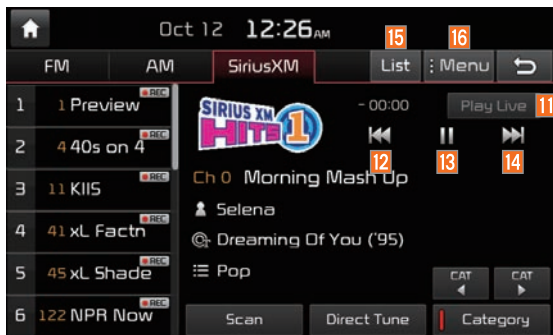 Oct 12 12:26 AM
15 16
FM AM SiriusXM List Menu
1 1 Preview REC
2 4 40s on 4 REC
3 11 KIIS REC
4 41 xL Factn REC
5 45 xL Shade REC
6 122 NPR Now REC
SIRIUS XM HITS 1
- 00:00 Play Live 11
12 13 14
Ch 0 Morning Mash Up
Selena
Dreaming Of You ('95)
Pop
CAT CAT
Scan Direct Tune Category